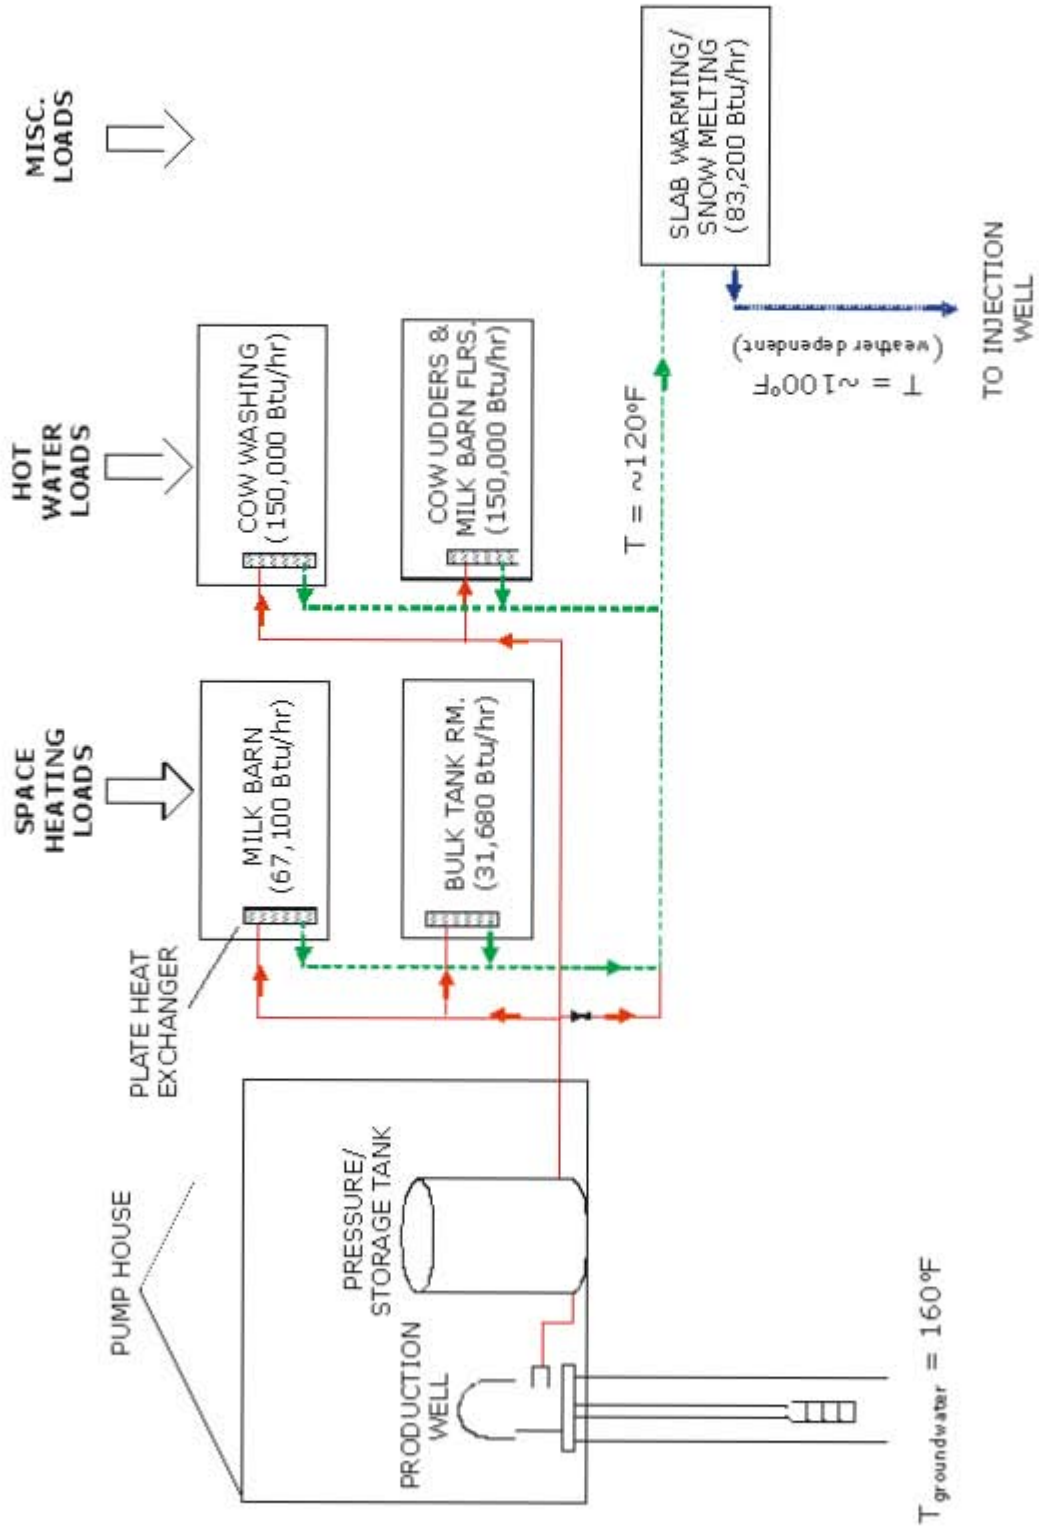 SPACE
HEATING
LOADS
HOT
WATER
LOADS
MISC.
LOADS
PUMP HOUSE
PLATE HEAT
EXCHANGER
MILK BARN
(67,100 Btu/hr)
COW WASHING
(150,000 Btu/hr)
PRESSURE/
STORAGE TANK
PRODUCTION
WELL
BULK TANK RM.
(31,680 Btu/hr)
COW UDDERS &
MILK BARN FLRS.
(150,000 Btu/hr)
T = ~120°F
SLAB WARMING/
SNOW MELTING
(83,200 Btu/hr)
T = ~100°F
(weather dependent)
Tgroundwater = 160°F
TO INJECTION
WELL